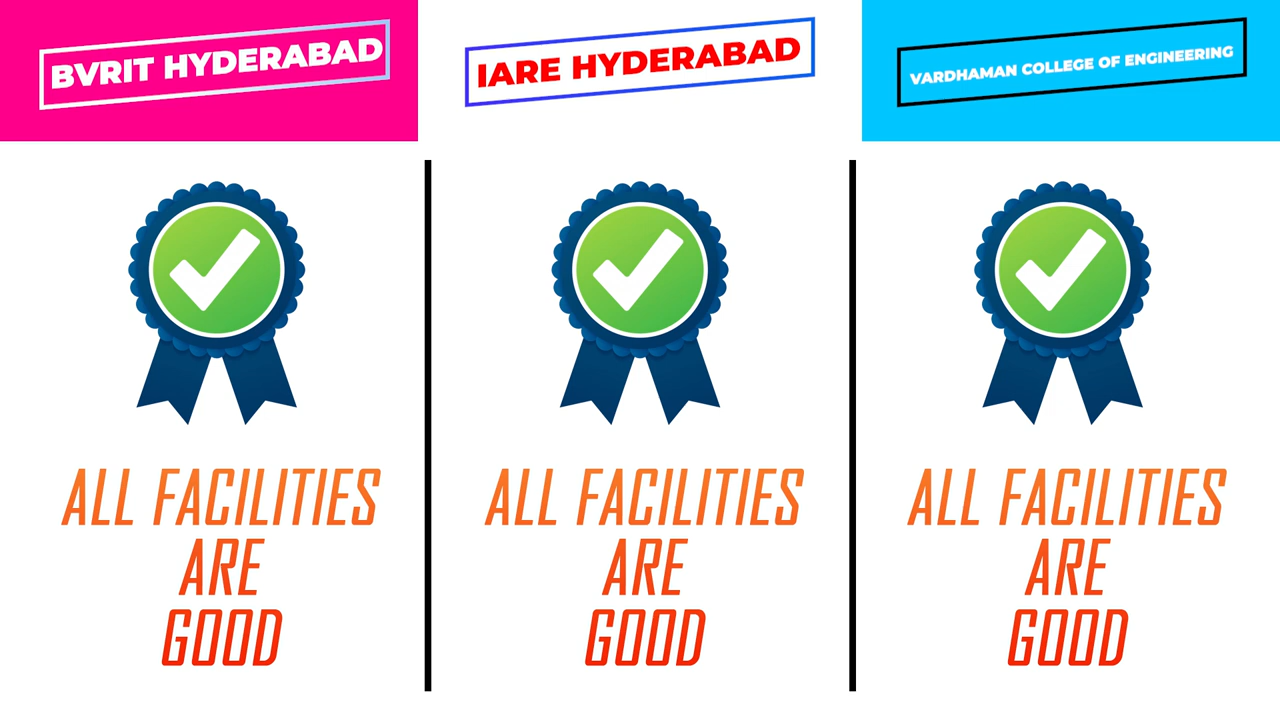 BVRIT HYDERABAD
IARE HYDERABAD
VARDHAMAN COLLEGE OF ENGINEERING
ALL FACILITIES
ARE
GOOD
ALL FACILITIES
ARE
GOOD
ALL FACILITIES
ARE
GOOD